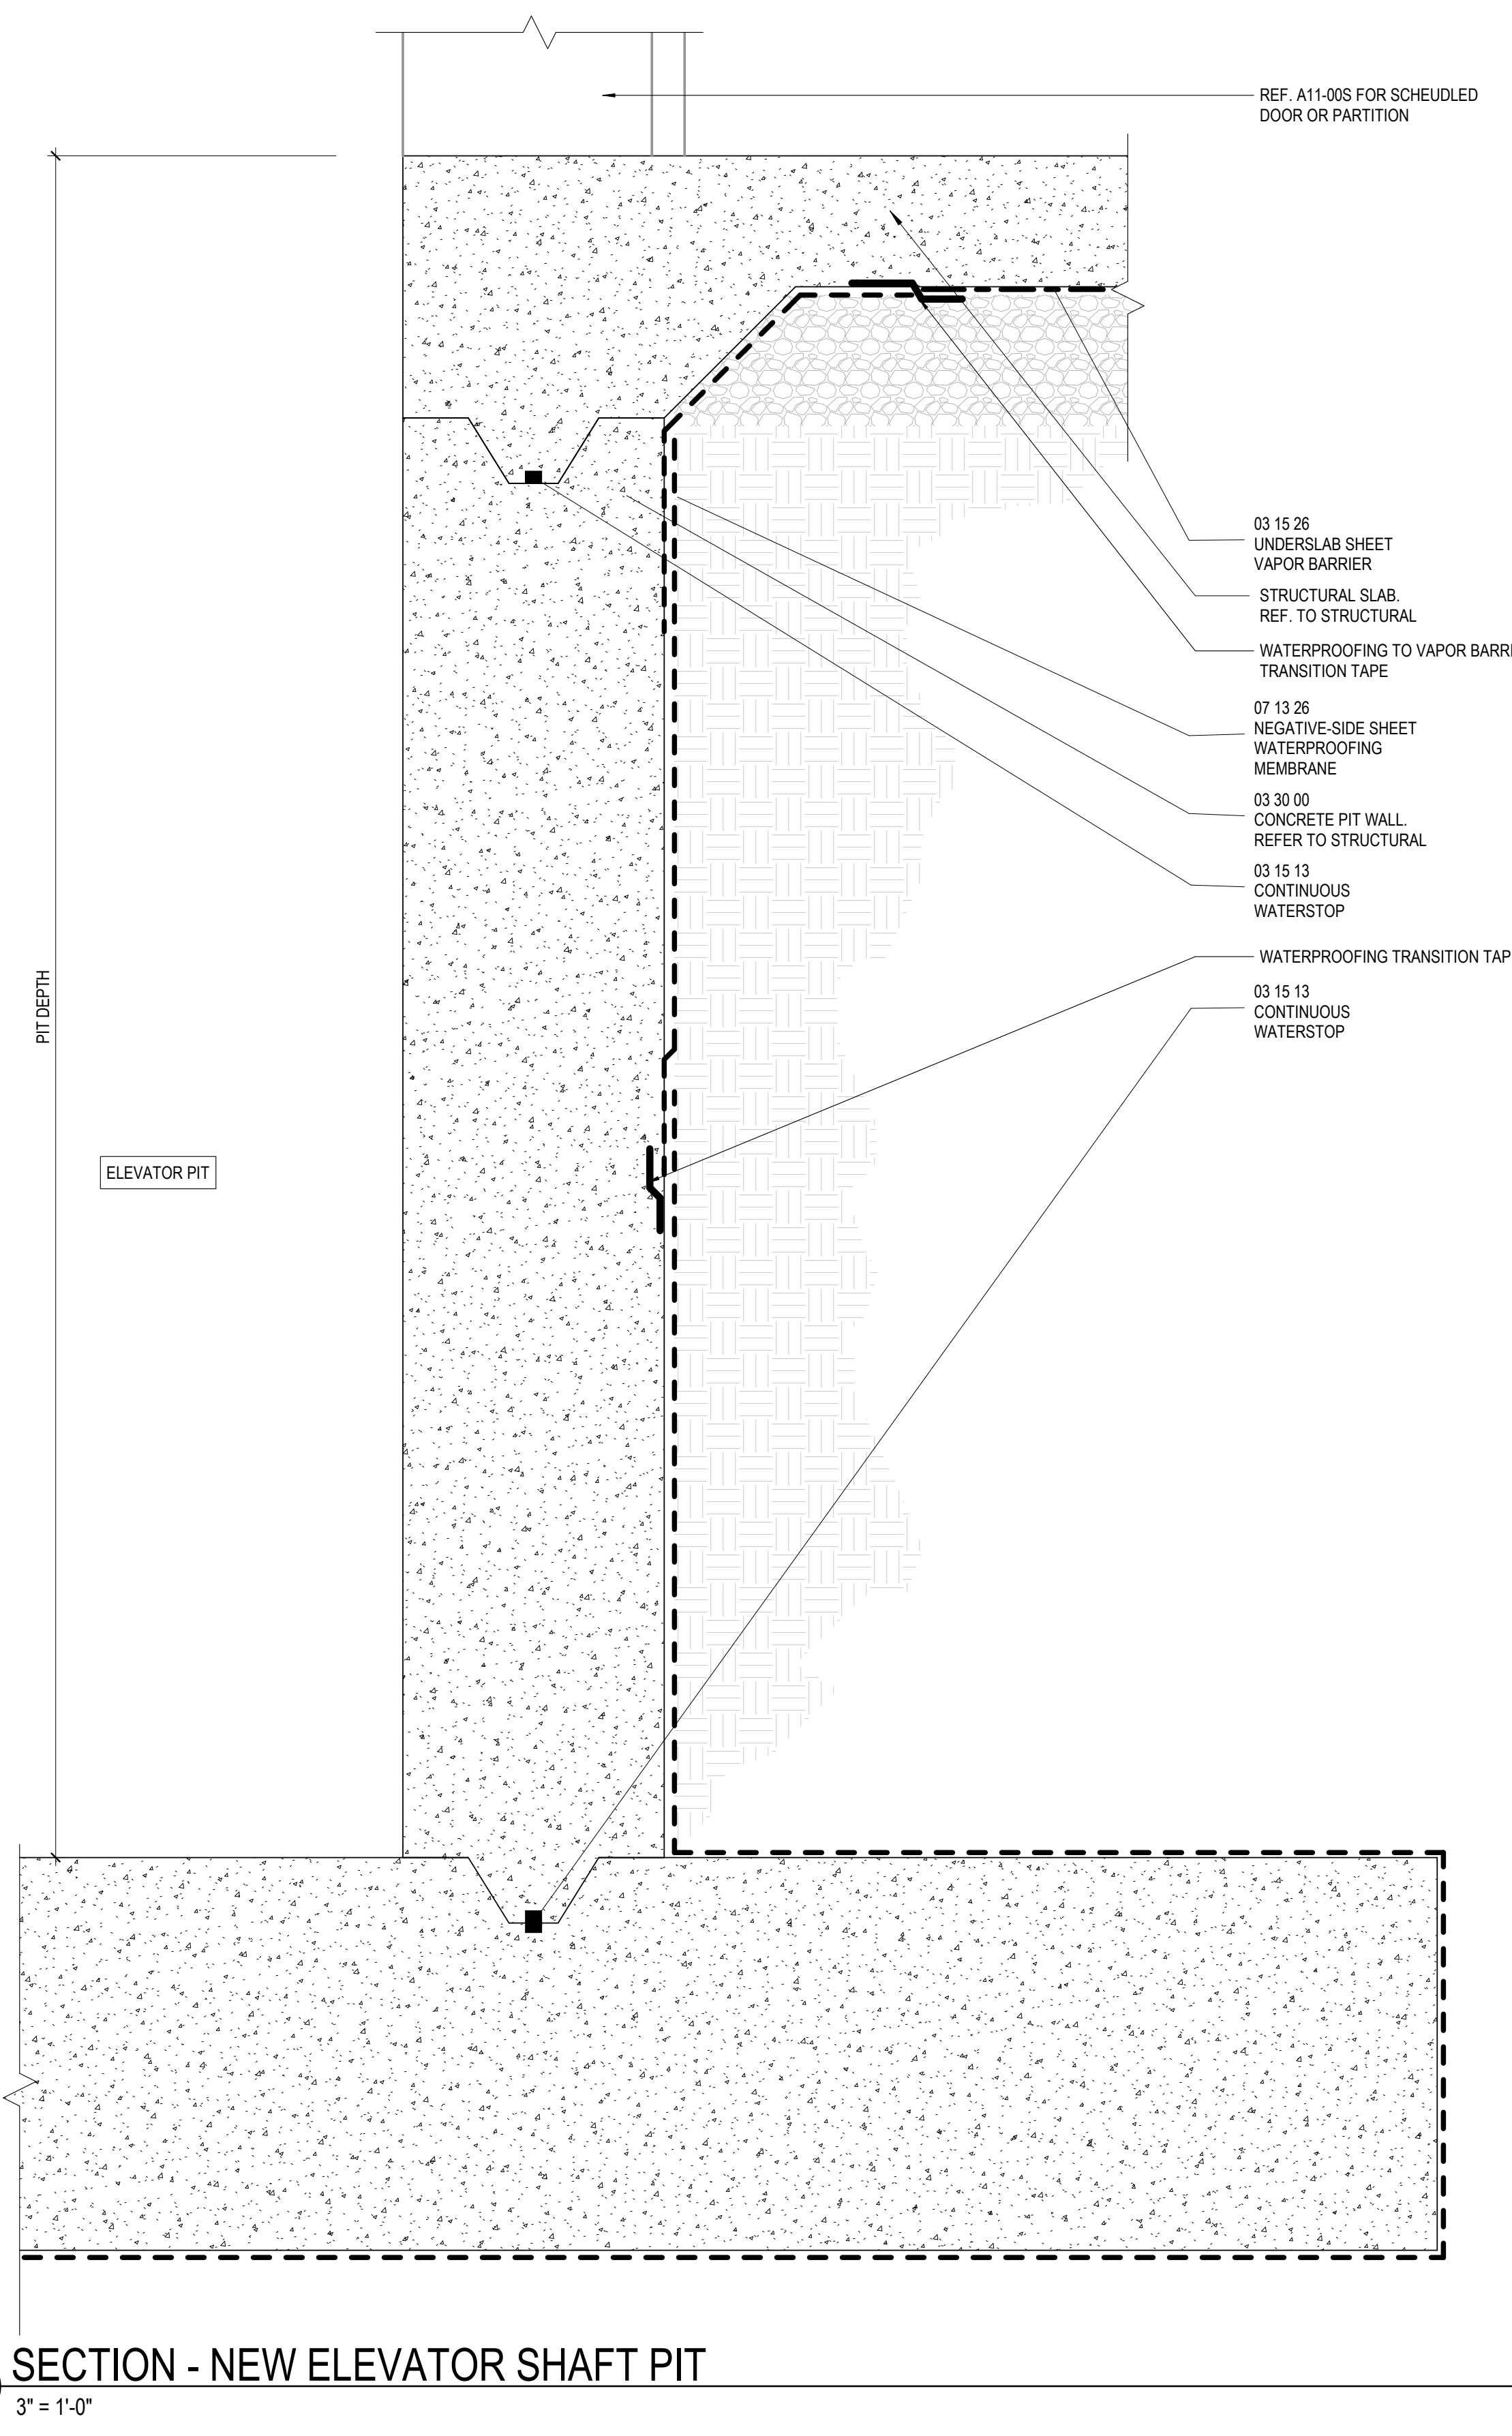 REF. A11-00S FOR SCHEUDLED
DOOR OR PARTITION
03 15 26
UNDERSLAB SHEET
VAPOR BARRIER
STRUCTURAL SLAB.
REF. TO STRUCTURAL
WATERPROOFING TO VAPOR BARRI
TRANSITION TAPE
07 13 26
NEGATIVE-SIDE SHEET
WATERPROOFING
MEMBRANE
03 30 00
CONCRETE PIT WALL.
REFER TO STRUCTURAL
03 15 13
CONTINUOUS
WATERSTOP
WATERPROOFING TRANSITION TAP
03 15 13
CONTINUOUS
WATERSTOP
PIT DEPTH
ELEVATOR PIT
SECTION - NEW ELEVATOR SHAFT PIT
3" = 1'-0"